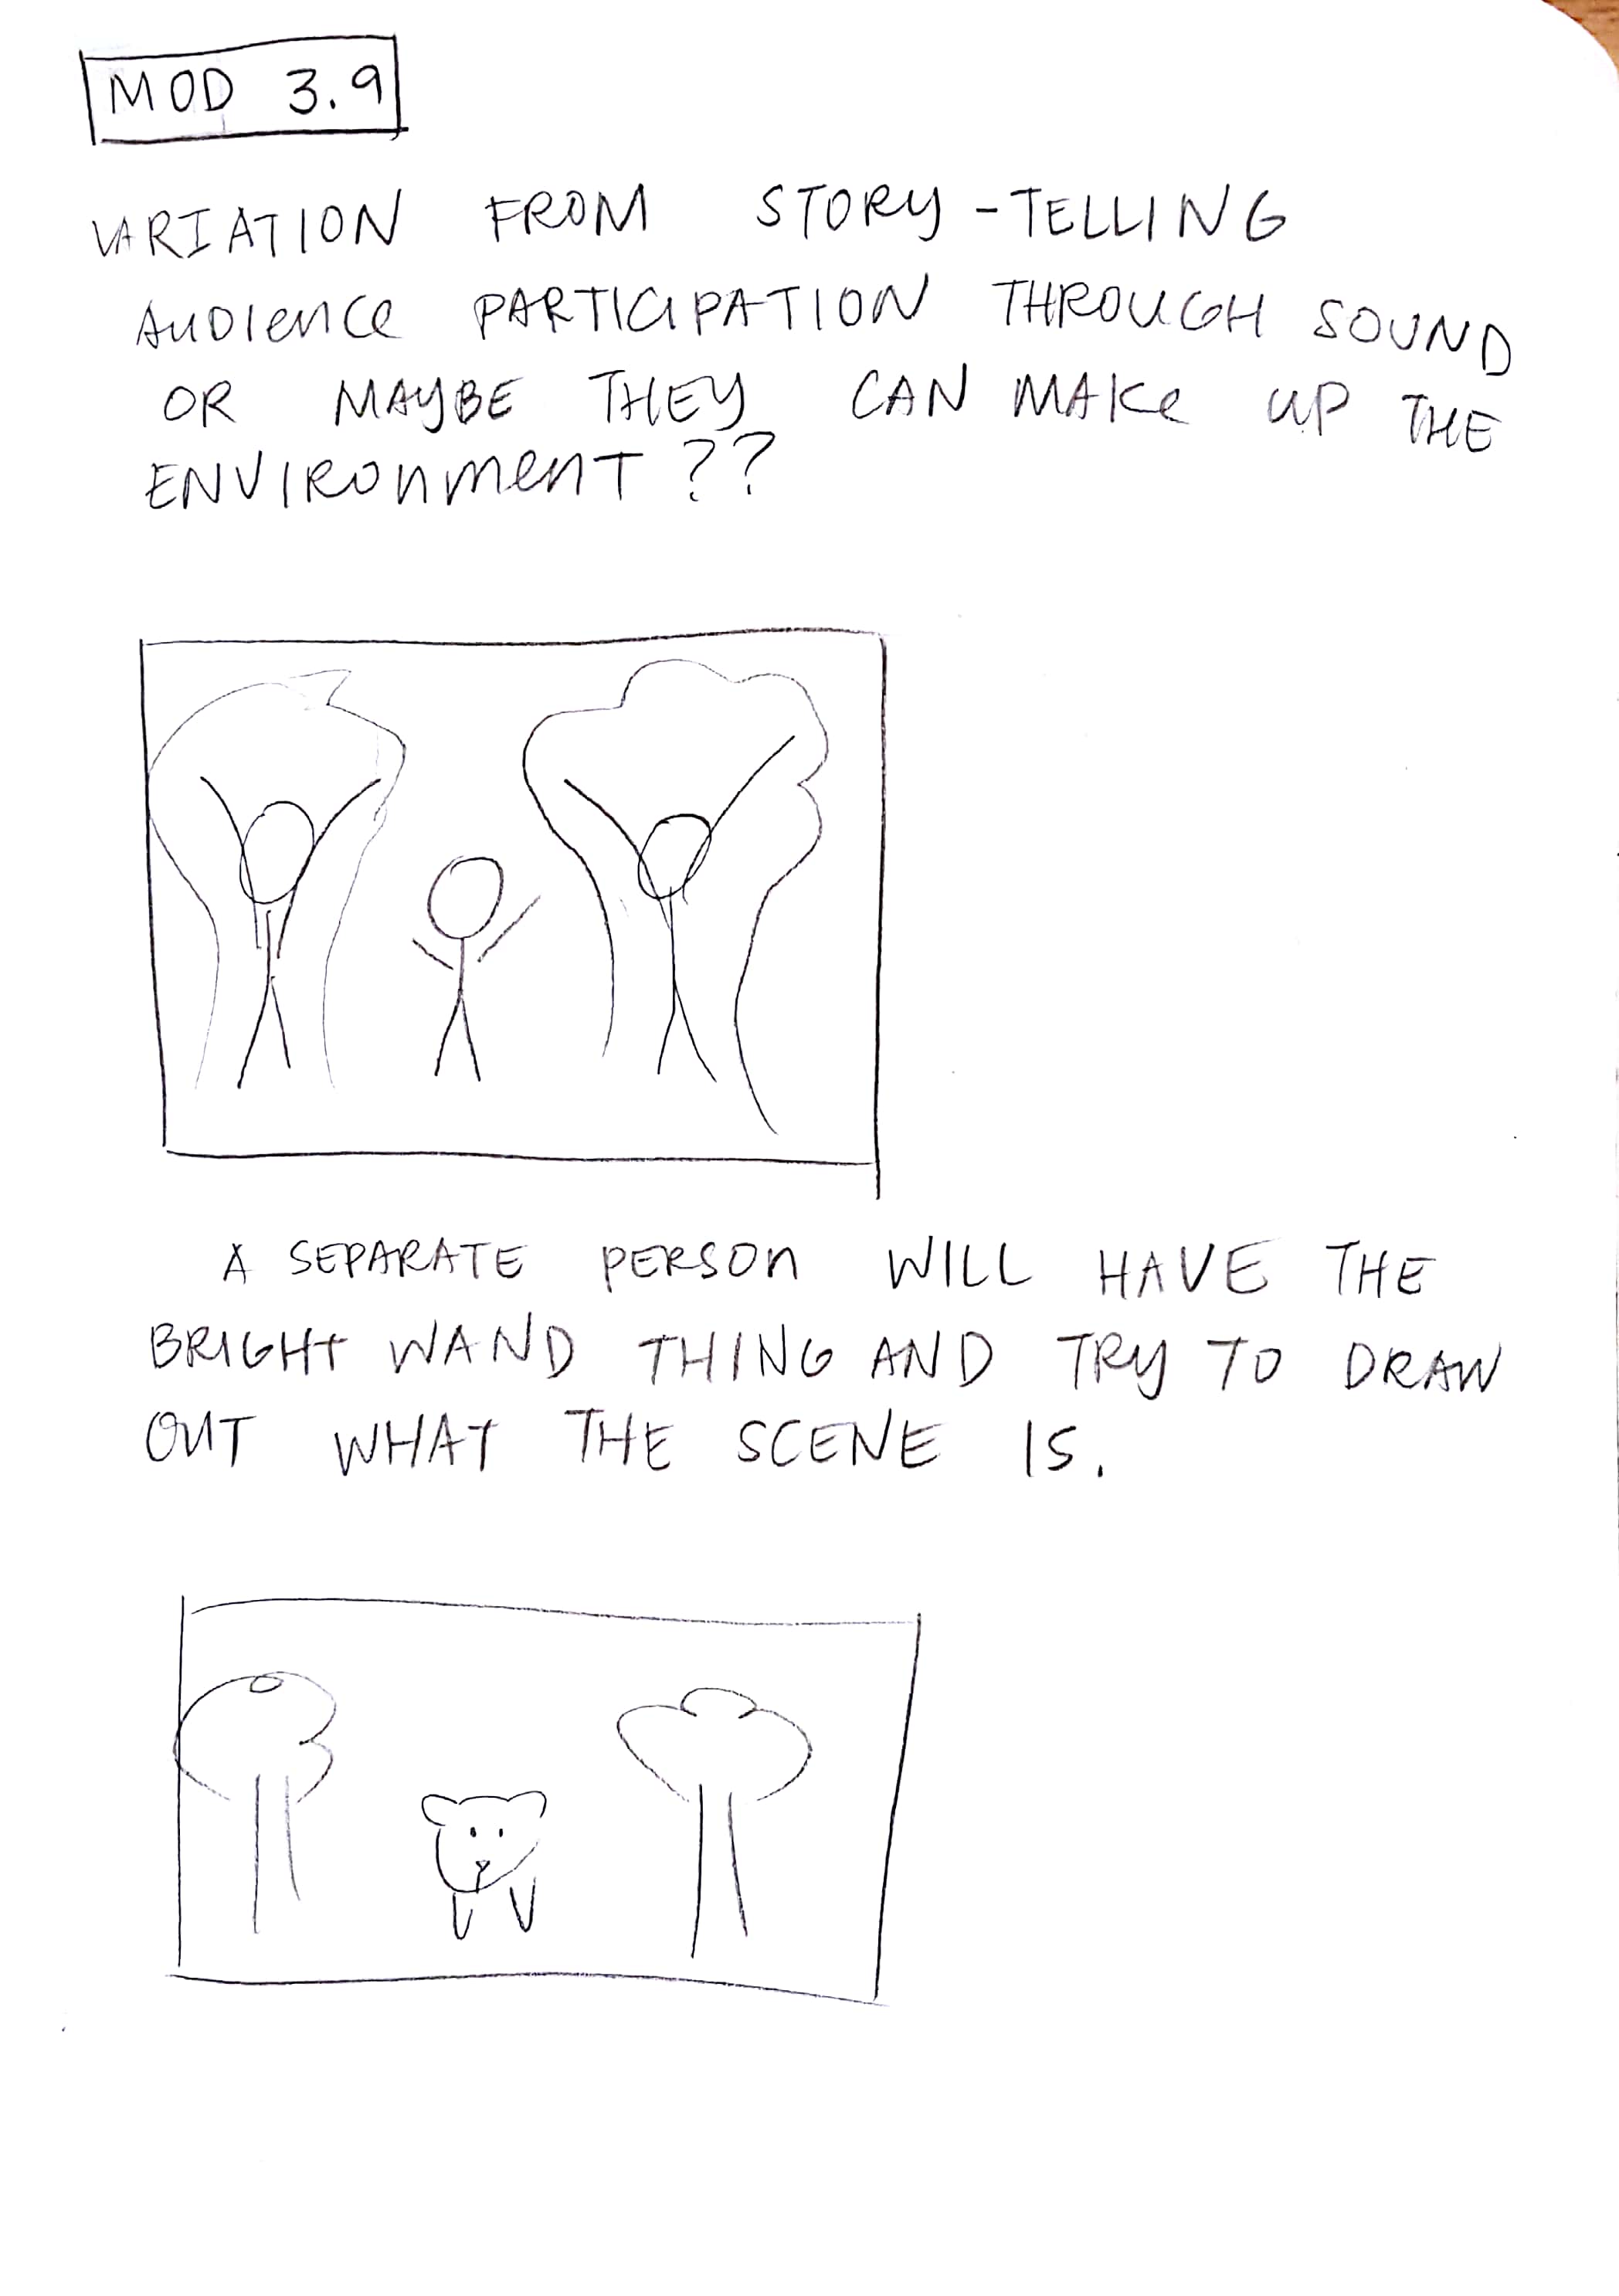 MOD 3.9
VARIATION FROM STORY-TELLING
AUDIENCE PARTICIPATION THROUGH SOUND
OR MAYBE THEY CAN MAKE UP THE
ENVIRONMENT??
A SEPARATE PERSON WILL HAVE THE
BRIGHT WAND THING AND TRY TO DRAW
OUT WHAT THE SCENE IS.